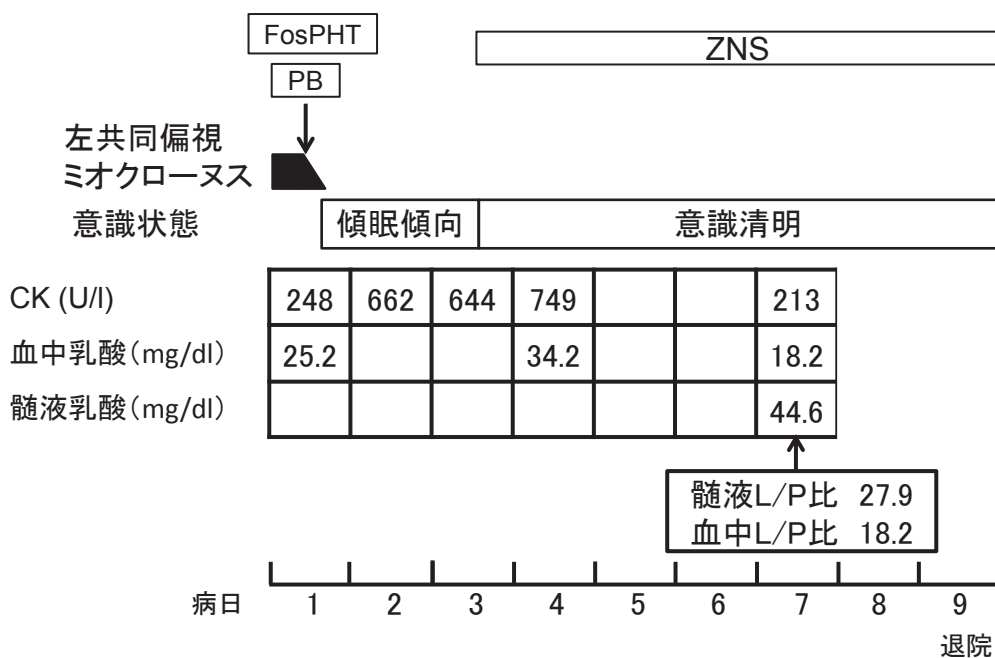 FosPHT
ZNS
PB
左共同偏視
ミオクローヌス
意識状態 傾眠傾向 意識清明
CK (U/l) 248 662 644 749 213
血中乳酸(mg/dl) 25.2 34.2 18.2
髄液乳酸(mg/dl) 44.6
髄液L/P比 27.9
血中L/P比 18.2
病日 1 2 3 4 5 6 7 8 9
退院